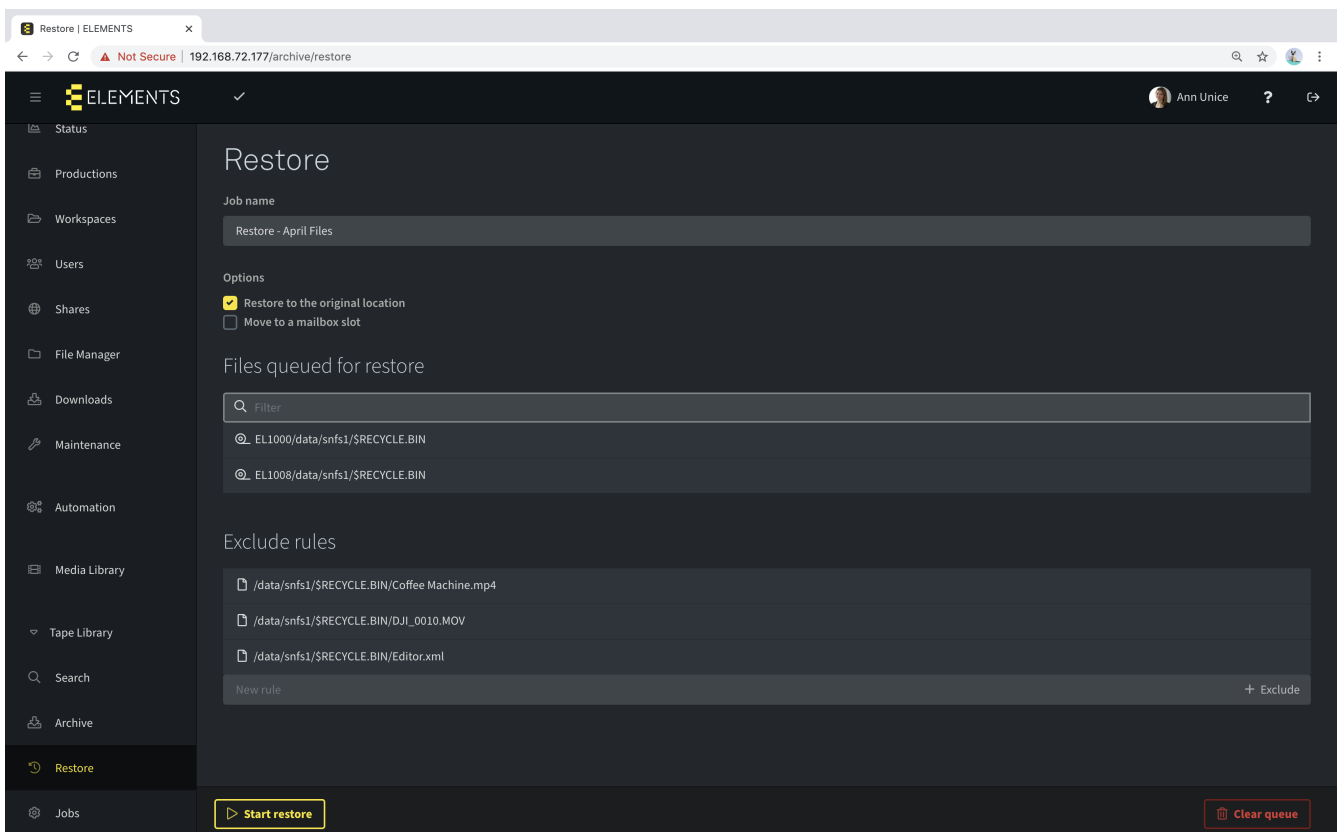 Restore | ELEMENTS
Not Secure | 192.168.72.177/archive/restore
ELEMENTS
Ann Unice
?
Status
Productions
Workspaces
Users
Shares
File Manager
Downloads
Maintenance
Automation
Media Library
Tape Library
Search
Archive
Restore
Jobs
Restore
Job name
Restore - April Files
Options
Restore to the original location
Move to a mailbox slot
Files queued for restore
Filter
EL1000/data/snfs1/$RECYCLE.BIN
EL1008/data/snfs1/$RECYCLE.BIN
Exclude rules
/data/snfs1/$RECYCLE.BIN/Coffee Machine.mp4
/data/snfs1/$RECYCLE.BIN/DJI_0010.MOV
/data/snfs1/$RECYCLE.BIN/Editor.xml
New rule
+ Exclude
Start restore
Clear queue